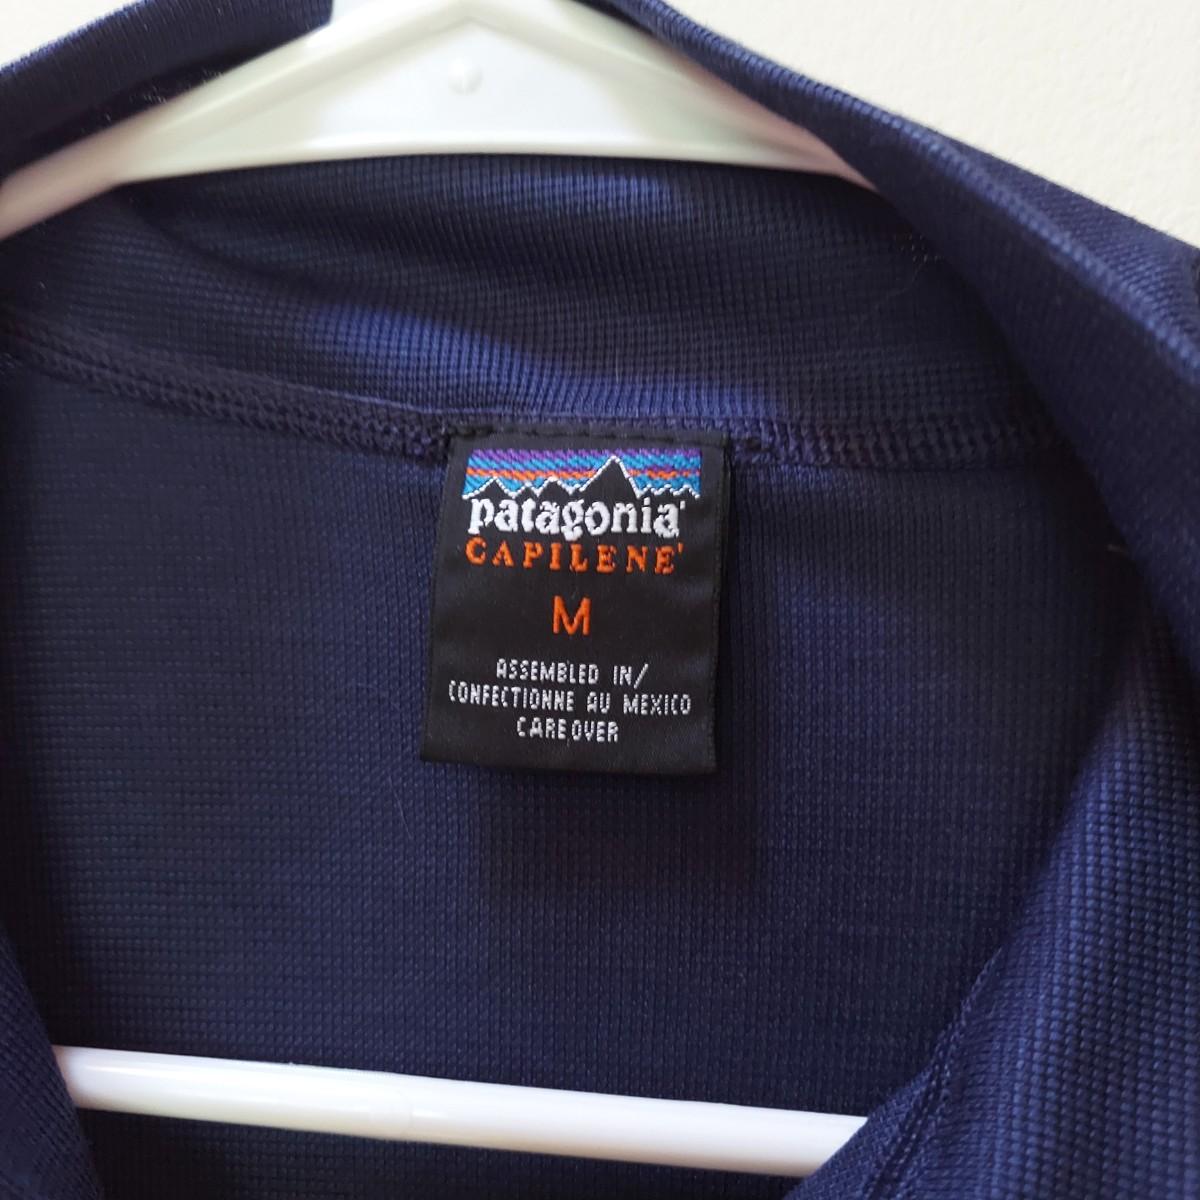 patagonia
CAPILENE
M
ASSEMBLED IN/
CONFECTIONNE AU MEXICO
CARE OVER